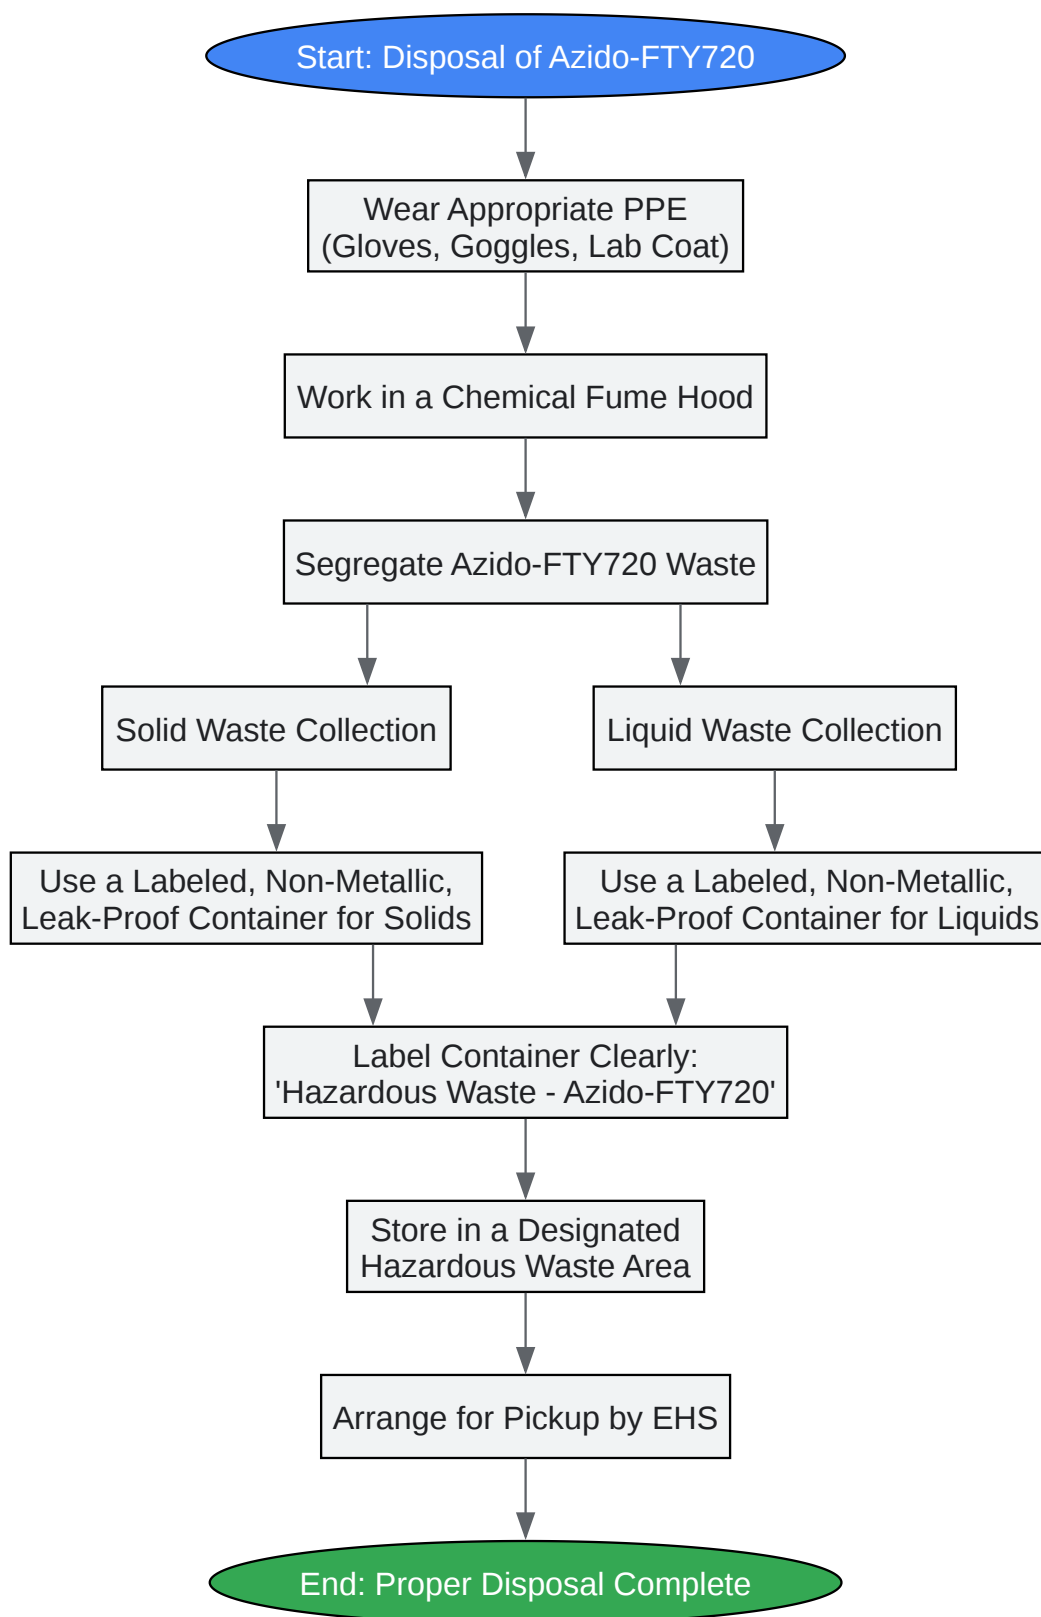 Start: Disposal of Azido-FTY720
Wear Appropriate PPE
(Gloves, Goggles, Lab Coat)
Work in a Chemical Fume Hood
Segregate Azido-FTY720 Waste
Solid Waste Collection
Liquid Waste Collection
Use a Labeled, Non-Metallic,
Leak-Proof Container for Solids
Use a Labeled, Non-Metallic,
Leak-Proof Container for Liquids
Label Container Clearly:
'Hazardous Waste - Azido-FTY720'
Store in a Designated
Hazardous Waste Area
Arrange for Pickup by EHS
End: Proper Disposal Complete